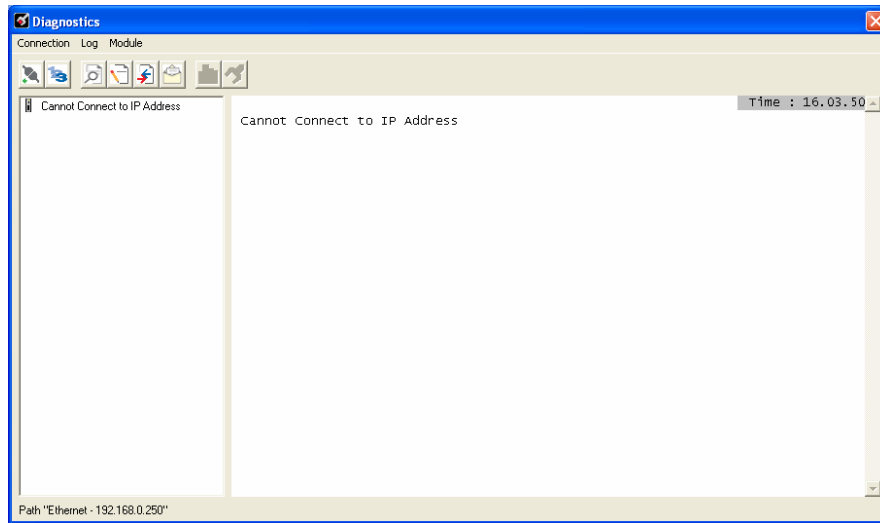 Diagnostics
Connection Log Module
Cannot Connect to IP Address
Time : 16.03.50
Cannot Connect to IP Address
Path "Ethernet - 192.168.0.250"